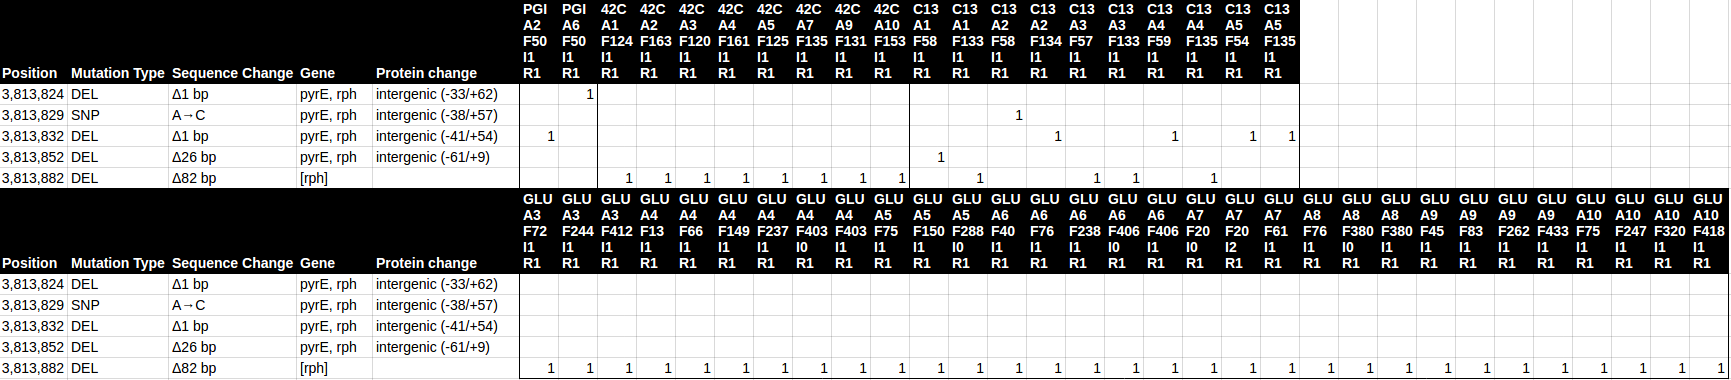 PGI PGI 42C 42C 42C 42C 42C 42C 42C 42C C13 C13 C13 C13 C13 C13 C13 C13 C13 C13
A2 A6 A1 A2 A3 A4 A5 A7 A9 A10 A1 A1 A2 A2 A3 A3 A4 A4 A5 A5
F50 F50 F124 F163 F120 F161 F125 F135 F131 F153 F58 F133 F58 F134 F57 F133 F59 F135 F54 F135
I1 I1 I1 I1 I1 I1 I1 I1 I1 I1 I1 I1 I1 I1 I1 I1 I1 I1 I1 I1
Position Mutation Type Sequence Change Gene Protein change R1 R1 R1 R1 R1 R1 R1 R1 R1 R1 R1 R1 R1 R1 R1 R1 R1 R1 R1 R1
3,813,824 DEL Δ1 bp pyrE, rph intergenic (-33/+62) 1
3,813,829 SNP A→C pyrE, rph intergenic (-38/+57) 1
3,813,832 DEL Δ1 bp pyrE, rph intergenic (-41/+54) 1 1 1 1 1
3,813,852 DEL Δ26 bp pyrE, rph intergenic (-61/+9) 1
3,813,882 DEL Δ82 bp [rph] 1 1 1 1 1 1 1 1 1 1 1 1
GLU GLU GLU GLU GLU GLU GLU GLU GLU GLU GLU GLU GLU GLU GLU GLU GLU GLU GLU GLU GLU GLU GLU GLU GLU GLU GLU GLU GLU GLU GLU
A3 A3 A3 A4 A4 A4 A4 A4 A4 A5 A5 A5 A6 A6 A6 A6 A6 A7 A7 A7 A8 A8 A8 A9 A9 A9 A9 A10 A10 A10 A10
F72 F244 F412 F13 F66 F149 F237 F403 F403 F75 F150 F288 F40 F76 F238 F406 F406 F20 F20 F61 F76 F380 F380 F45 F83 F262 F433 F75 F247 F320 F418
I1 I1 I1 I1 I1 I1 I1 I0 I1 I1 I1 I0 I1 I1 I1 I0 I1 I0 I2 I1 I1 I0 I1 I1 I1 I1 I1 I1 I1 I1 I1
Position Mutation Type Sequence Change Gene Protein change R1 R1 R1 R1 R1 R1 R1 R1 R1 R1 R1 R1 R1 R1 R1 R1 R1 R1 R1 R1 R1 R1 R1 R1 R1 R1 R1 R1 R1 R1 R1
3,813,824 DEL Δ1 bp pyrE, rph intergenic (-33/+62)
3,813,829 SNP A→C pyrE, rph intergenic (-38/+57)
3,813,832 DEL Δ1 bp pyrE, rph intergenic (-41/+54)
3,813,852 DEL Δ26 bp pyrE, rph intergenic (-61/+9)
3,813,882 DEL Δ82 bp [rph] 1 1 1 1 1 1 1 1 1 1 1 1 1 1 1 1 1 1 1 1 1 1 1 1 1 1 1 1 1 1 1